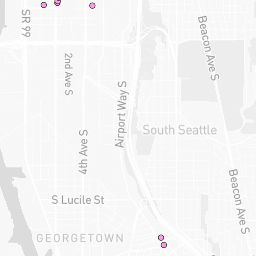 SR 99
2nd Ave S
Airport Way S
Beacon Ave S
4th Ave S
South Seattle
S Lucile St
Beacon Ave S
GEORGETOWN